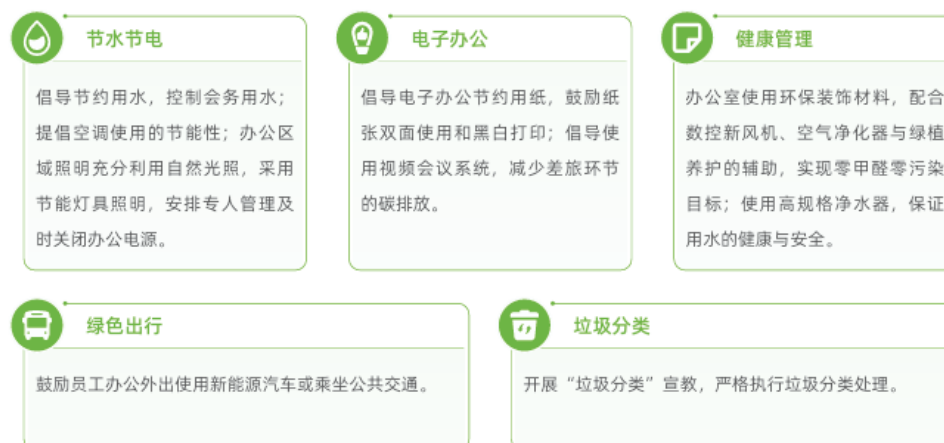 节水节电
倡导节约用水，控制会务用水；
提倡空调使用的节能性；办公区
域照明充分利用自然光照，采用
节能灯具照明，安排专人管理及
时关闭办公电源。
电子办公
倡导电子办公节约用纸，鼓励纸
张双面使用和黑白打印；倡导使
用视频会议系统，减少差旅环节
的碳排放。
健康管理
办公室使用环保装饰材料，配合
数控新风机、空气净化器与绿植
养护的辅助，实现零甲醛零污染
目标；使用高规格净水器，保证
用水的健康与安全。
绿色出行
鼓励员工办公外出使用新能源汽车或乘坐公共交通。
垃圾分类
开展“垃圾分类”宣教，严格执行垃圾分类处理。